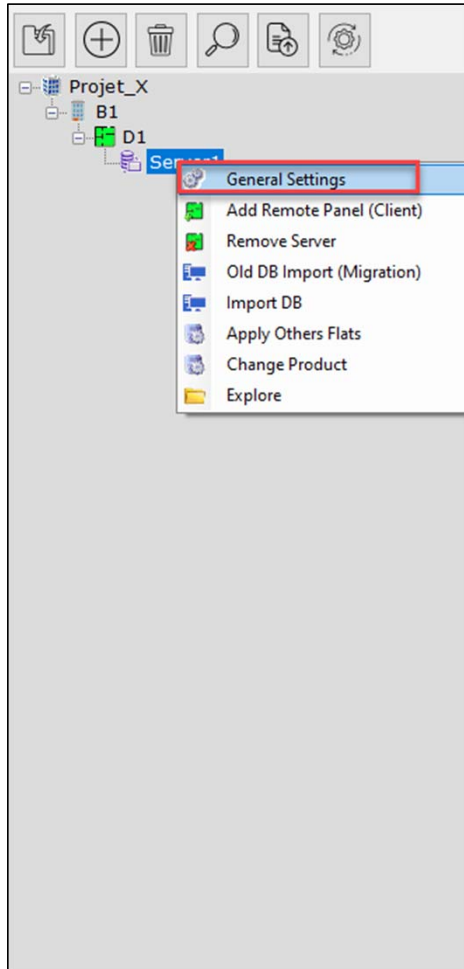 Projet_X
B1
D1
Server1
General Settings
Add Remote Panel (Client)
Remove Server
Old DB Import (Migration)
Import DB
Apply Others Flats
Change Product
Explore